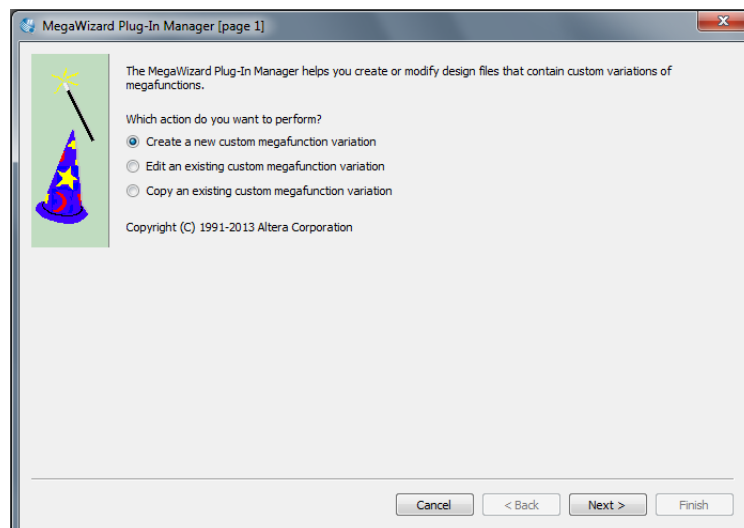 MegaWizard Plug-In Manager [page 1]
The MegaWizard Plug-In Manager helps you create or modify design files that contain custom variations of
megafunctions.
Which action do you want to perform?
Create a new custom megafunction variation
Edit an existing custom megafunction variation
Copy an existing custom megafunction variation
Copyright (C) 1991-2013 Altera Corporation
Cancel
< Back
Next >
Finish